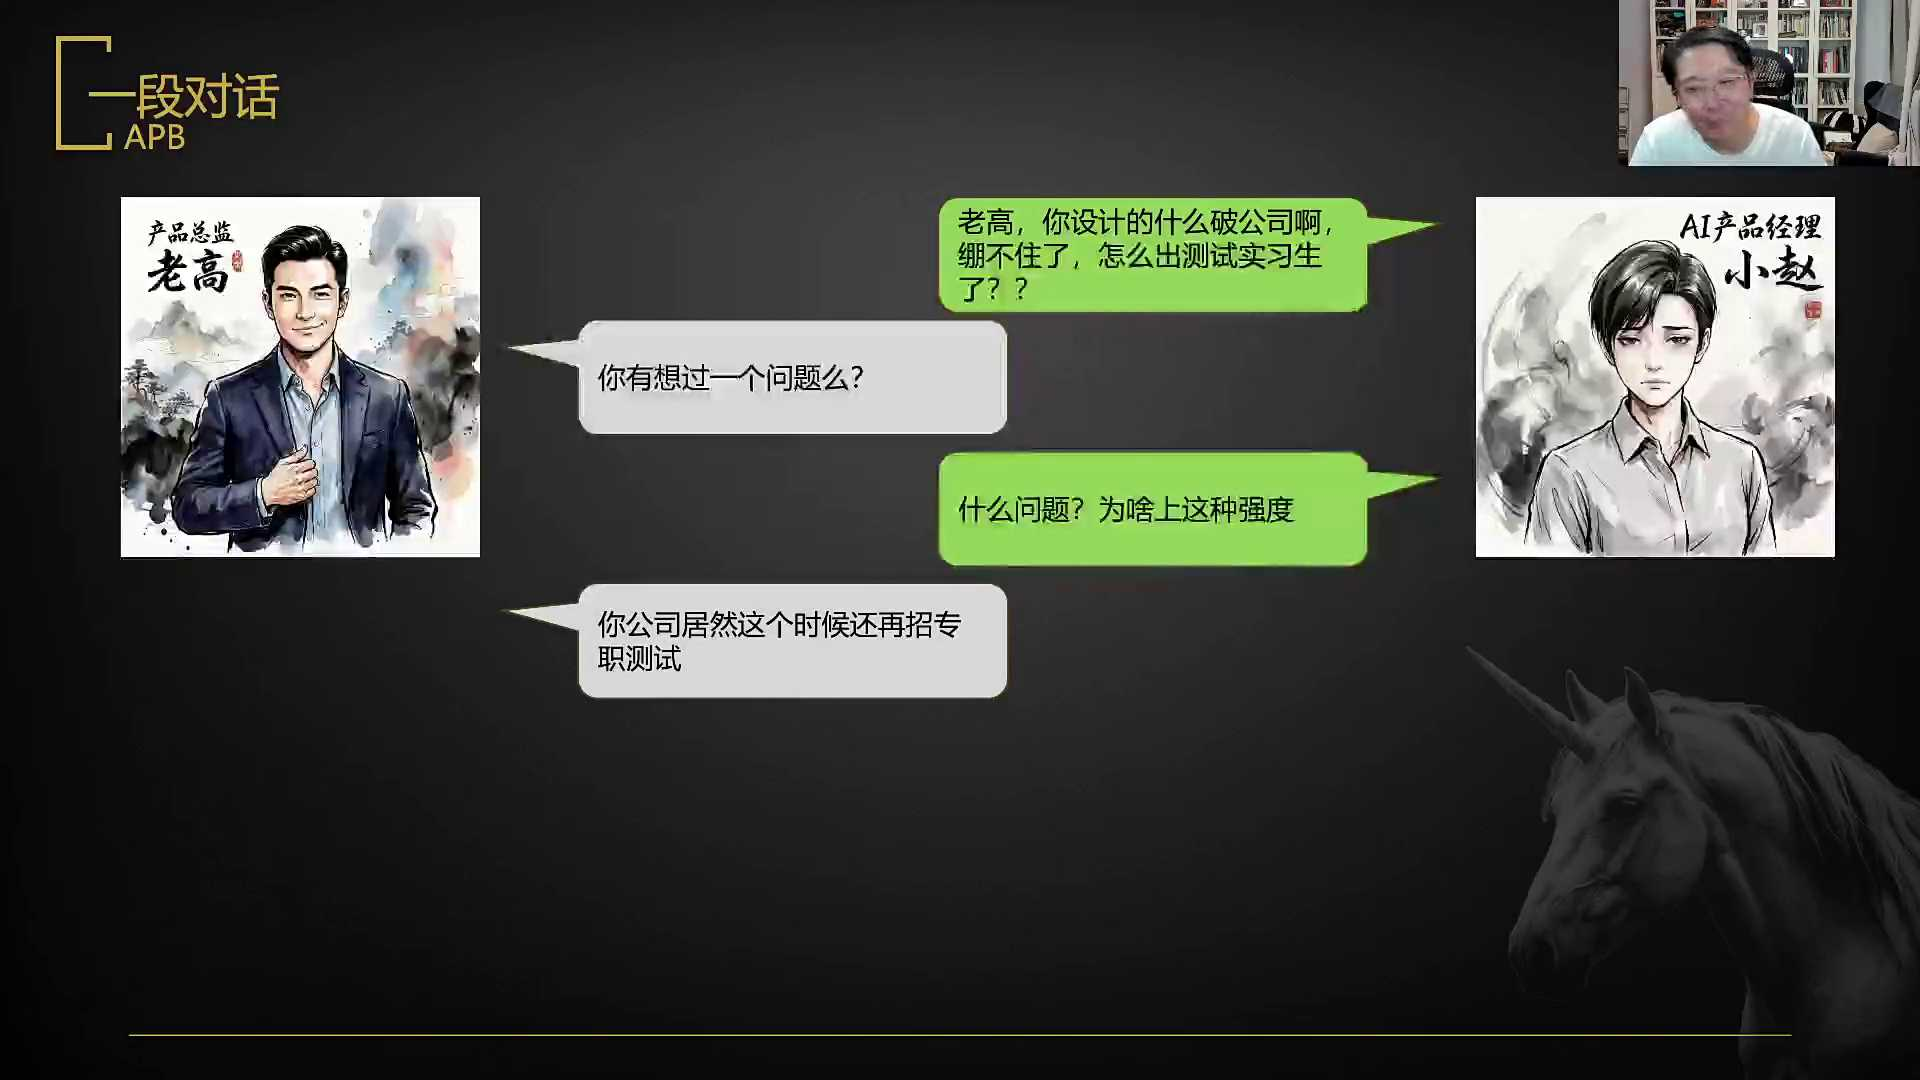 一段对话
APB
产品总监
老高
老高，你设计的什么破公司啊，
绷不住了，怎么出测试实习生
了？？
AI产品经理
小赵
你有想过一个问题么？
什么问题？为啥上这种强度
你公司居然这个时候还再招专
职测试